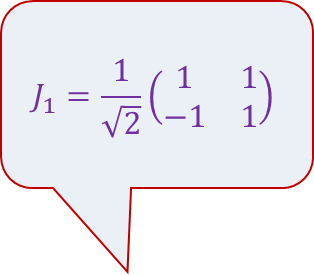 J₁ = 1/√2 ( 1 1
−1 1 )